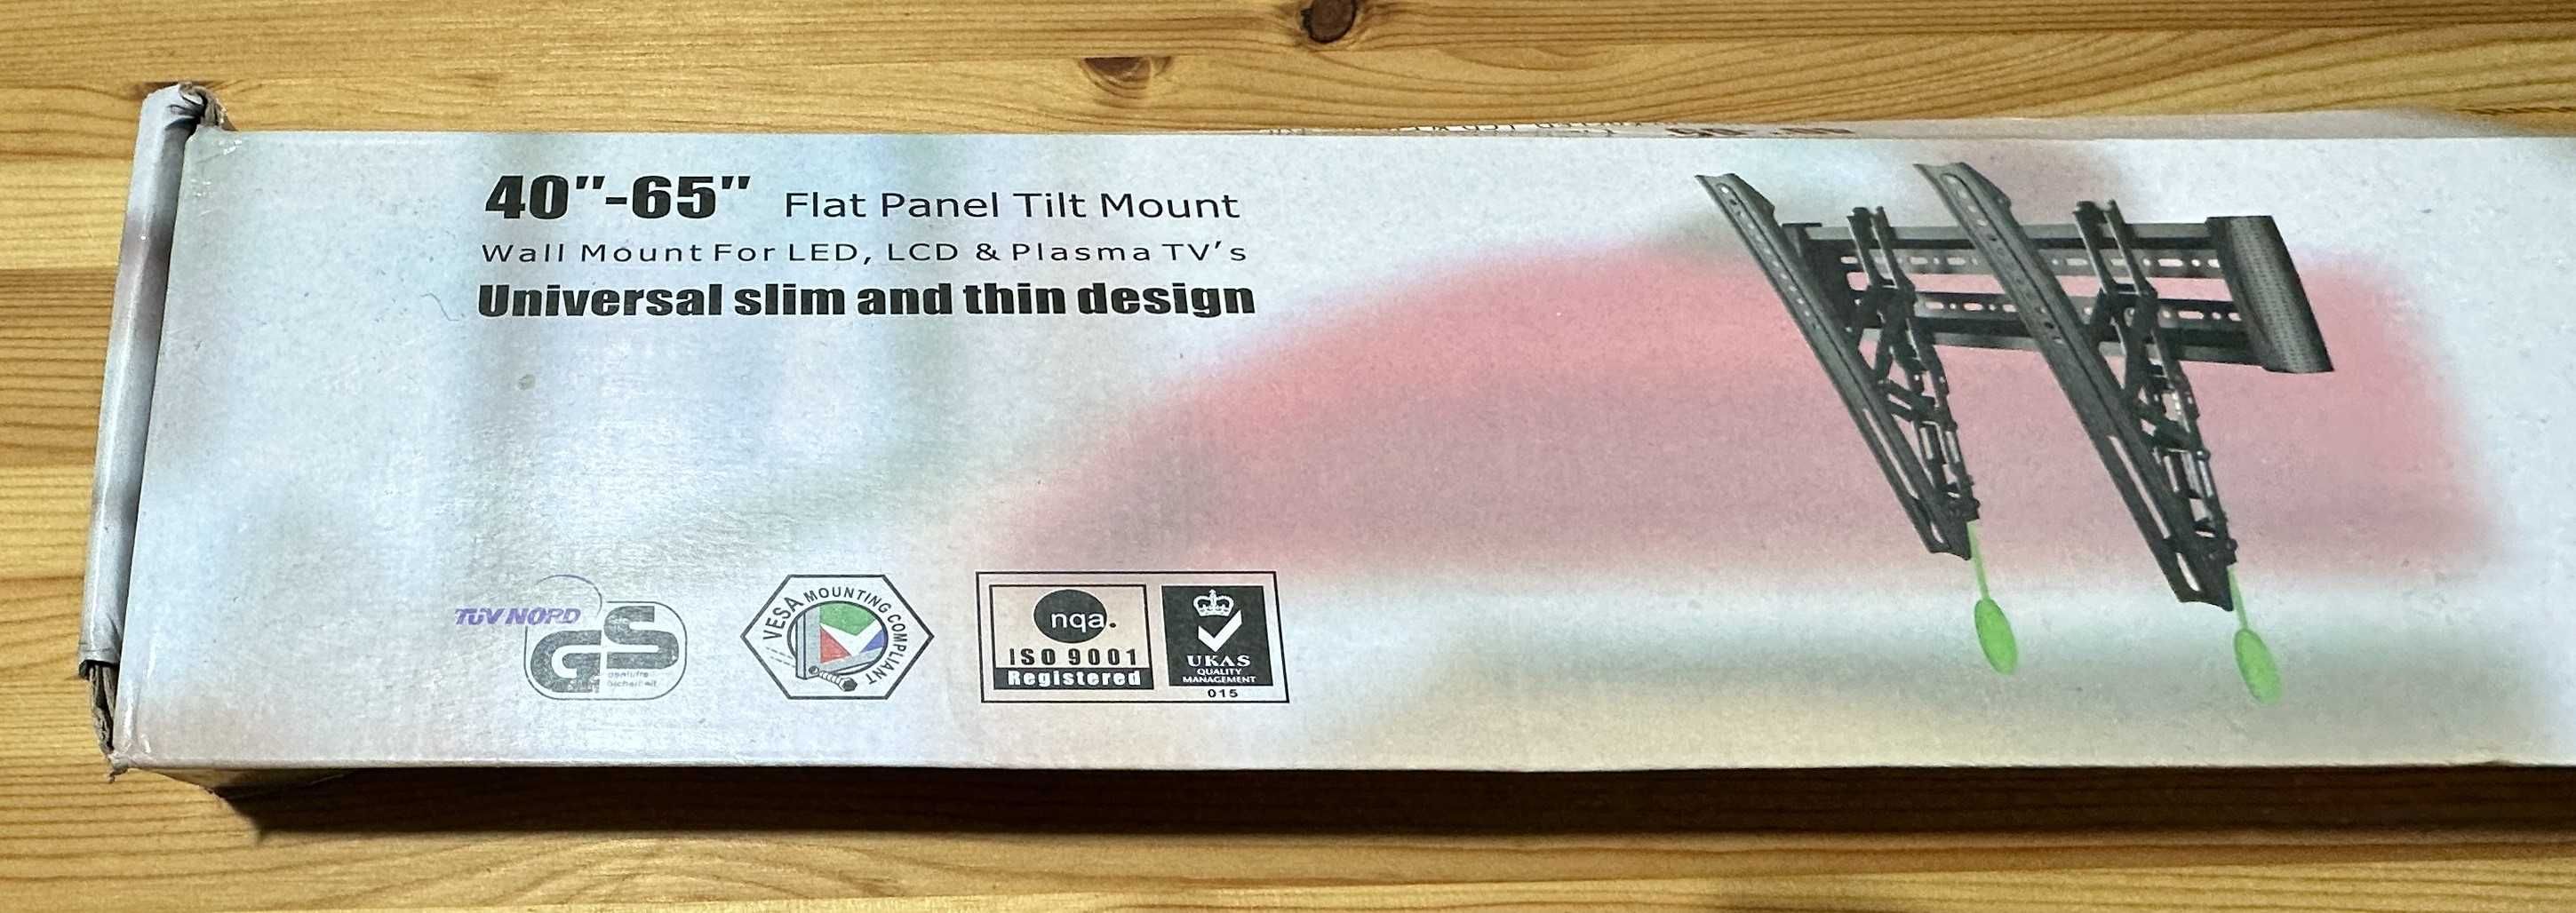 40"-65" Flat Panel Tilt Mount
Wall Mount For LED, LCD & Plasma TV's
Universal slim and thin design
TÜV NORD
GS
VESA MOUNTING COMPLIANT
nqa.
ISO 9001
Registered
UKAS
QUALITY
MANAGEMENT
015